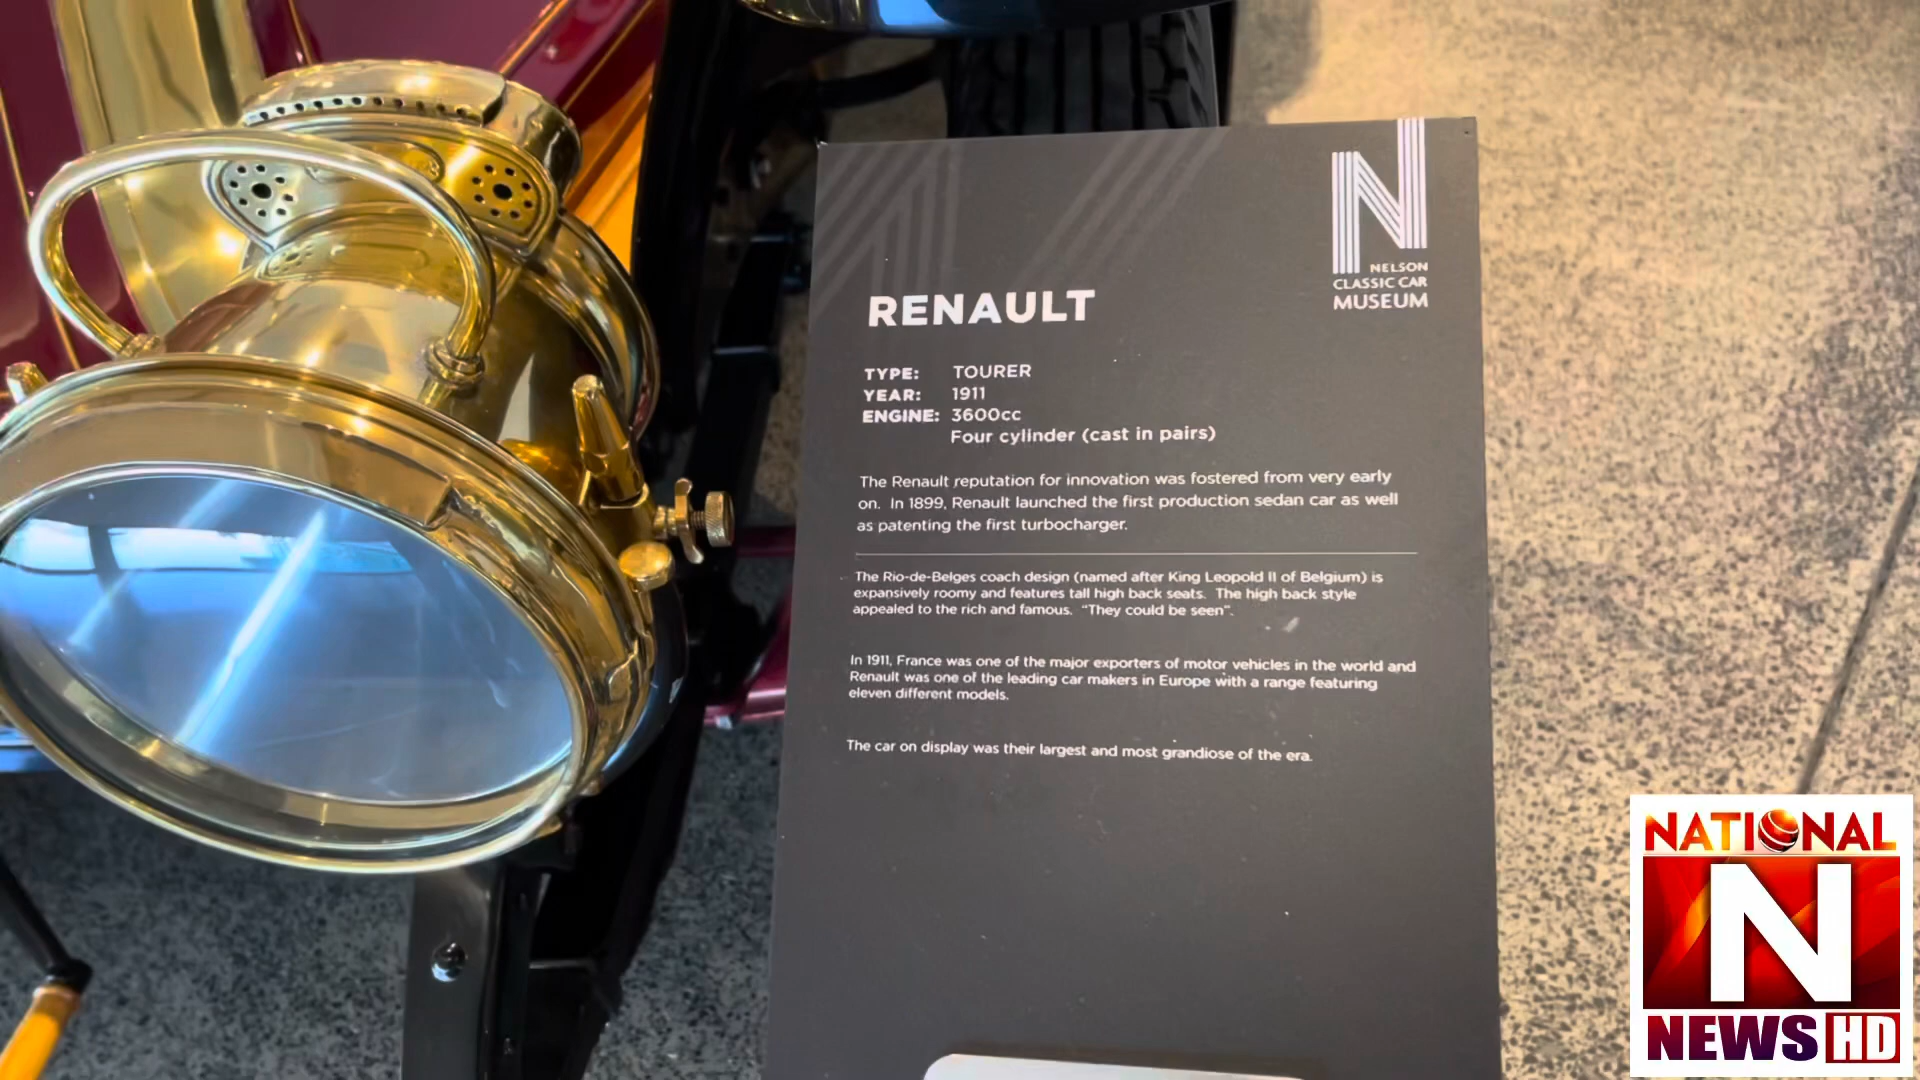 NELSON
CLASSIC CAR
MUSEUM
RENAULT
TYPE: TOURER
YEAR: 1911
ENGINE: 3600cc
Four cylinder (cast in pairs)
The Renault reputation for innovation was fostered from very early
on. In 1899, Renault launched the first production sedan car as well
as patenting the first turbocharger.
The Rio-de-Belges coach design (named after King Leopold II of Belgium) is
expansively roomy and features tall high back seats. The high back style
appealed to the rich and famous. “They could be seen”.
In 1911, France was one of the major exporters of motor vehicles in the world and
Renault was one of the leading car makers in Europe with a range featuring
eleven different models.
The car on display was their largest and most grandiose of the era.
NATIONAL
N
NEWS HD